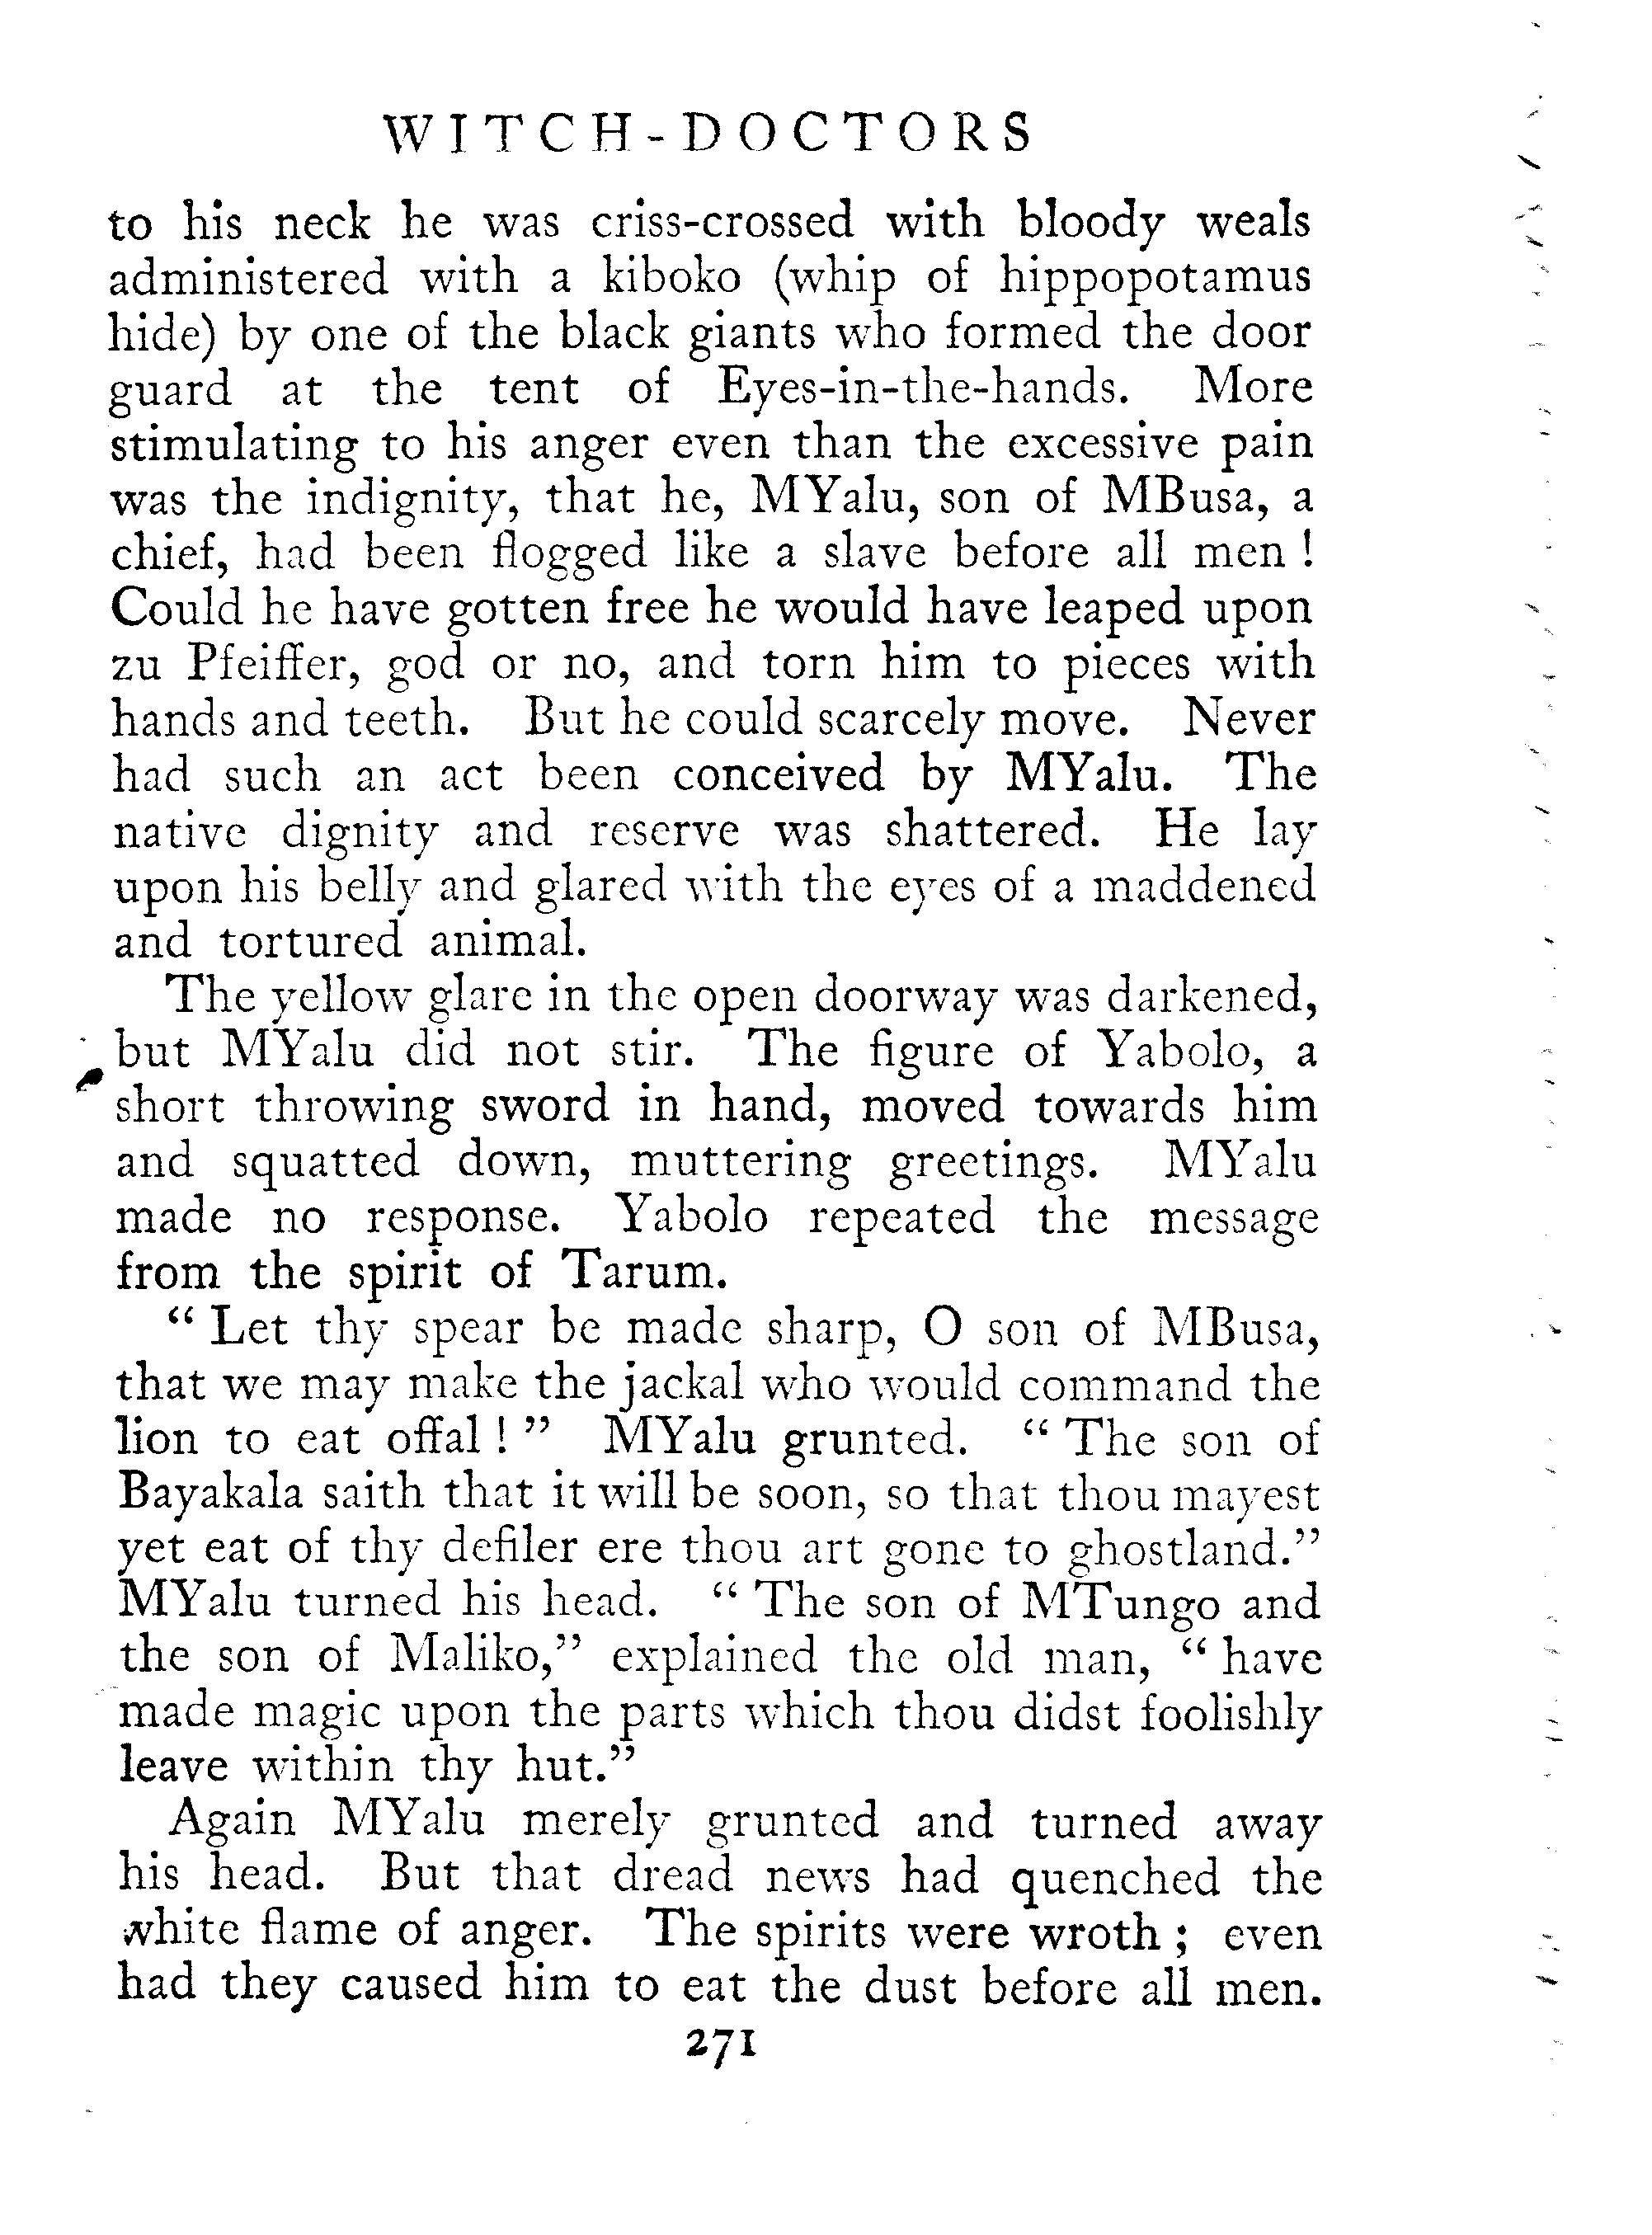 WITCH-DOCTORS
to his neck he was criss-crossed with bloody weals
administered with a kiboko (whip of hippopotamus
hide) by one of the black giants who formed the door
guard at the tent of Eyes-in-the-hands. More
stimulating to his anger even than the excessive pain
was the indignity, that he, MYalu, son of MBusa, a
chief, had been flogged like a slave before all men !
Could he have gotten free he would have leaped upon
zu Pfeiffer, god or no, and torn him to pieces with
hands and teeth. But he could scarcely move. Never
had such an act been conceived by MYalu. The
native dignity and reserve was shattered. He lay
upon his belly and glared with the eyes of a maddened
and tortured animal.
The yellow glare in the open doorway was darkened,
but MYalu did not stir. The figure of Yabolo, a
short throwing sword in hand, moved towards him
and squatted down, muttering greetings. MYalu
made no response. Yabolo repeated the message
from the spirit of Tarum.
“ Let thy spear be made sharp, O son of MBusa,
that we may make the jackal who would command the
lion to eat offal ! ” MYalu grunted. “ The son of
Bayakala saith that it will be soon, so that thou mayest
yet eat of thy defiler ere thou art gone to ghostland.”
MYalu turned his head. “ The son of MTungo and
the son of Maliko,” explained the old man, “ have
made magic upon the parts which thou didst foolishly
leave within thy hut.”
Again MYalu merely grunted and turned away
his head. But that dread news had quenched the
white flame of anger. The spirits were wroth ; even
had they caused him to eat the dust before all men.
271